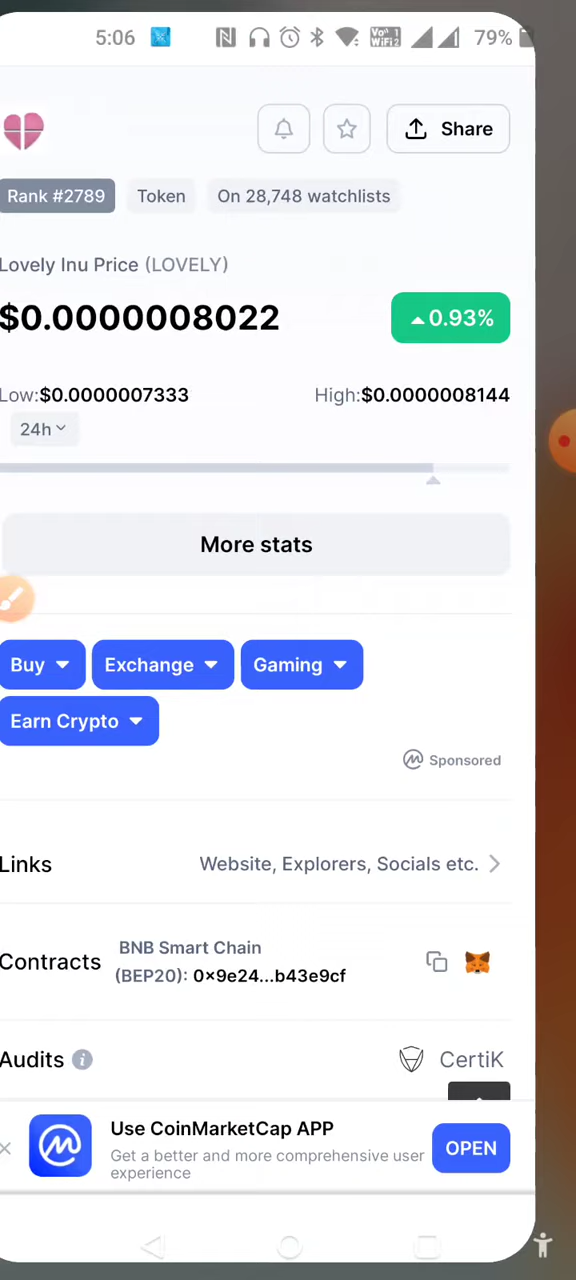 5:06
Vo))
WiFi2
79%
Share
Rank #2789
Token
On 28,748 watchlists
Lovely Inu Price (LOVELY)
$0.0000008022
0.93%
Low:$0.0000007333
High:$0.0000008144
24h
More stats
Buy
Exchange
Gaming
Earn Crypto
Sponsored
Links
Website, Explorers, Socials etc.
Contracts
BNB Smart Chain
(BEP20): 0x9e24...b43e9cf
Audits
CertiK
Use CoinMarketCap APP
Get a better and more comprehensive user
experience
OPEN